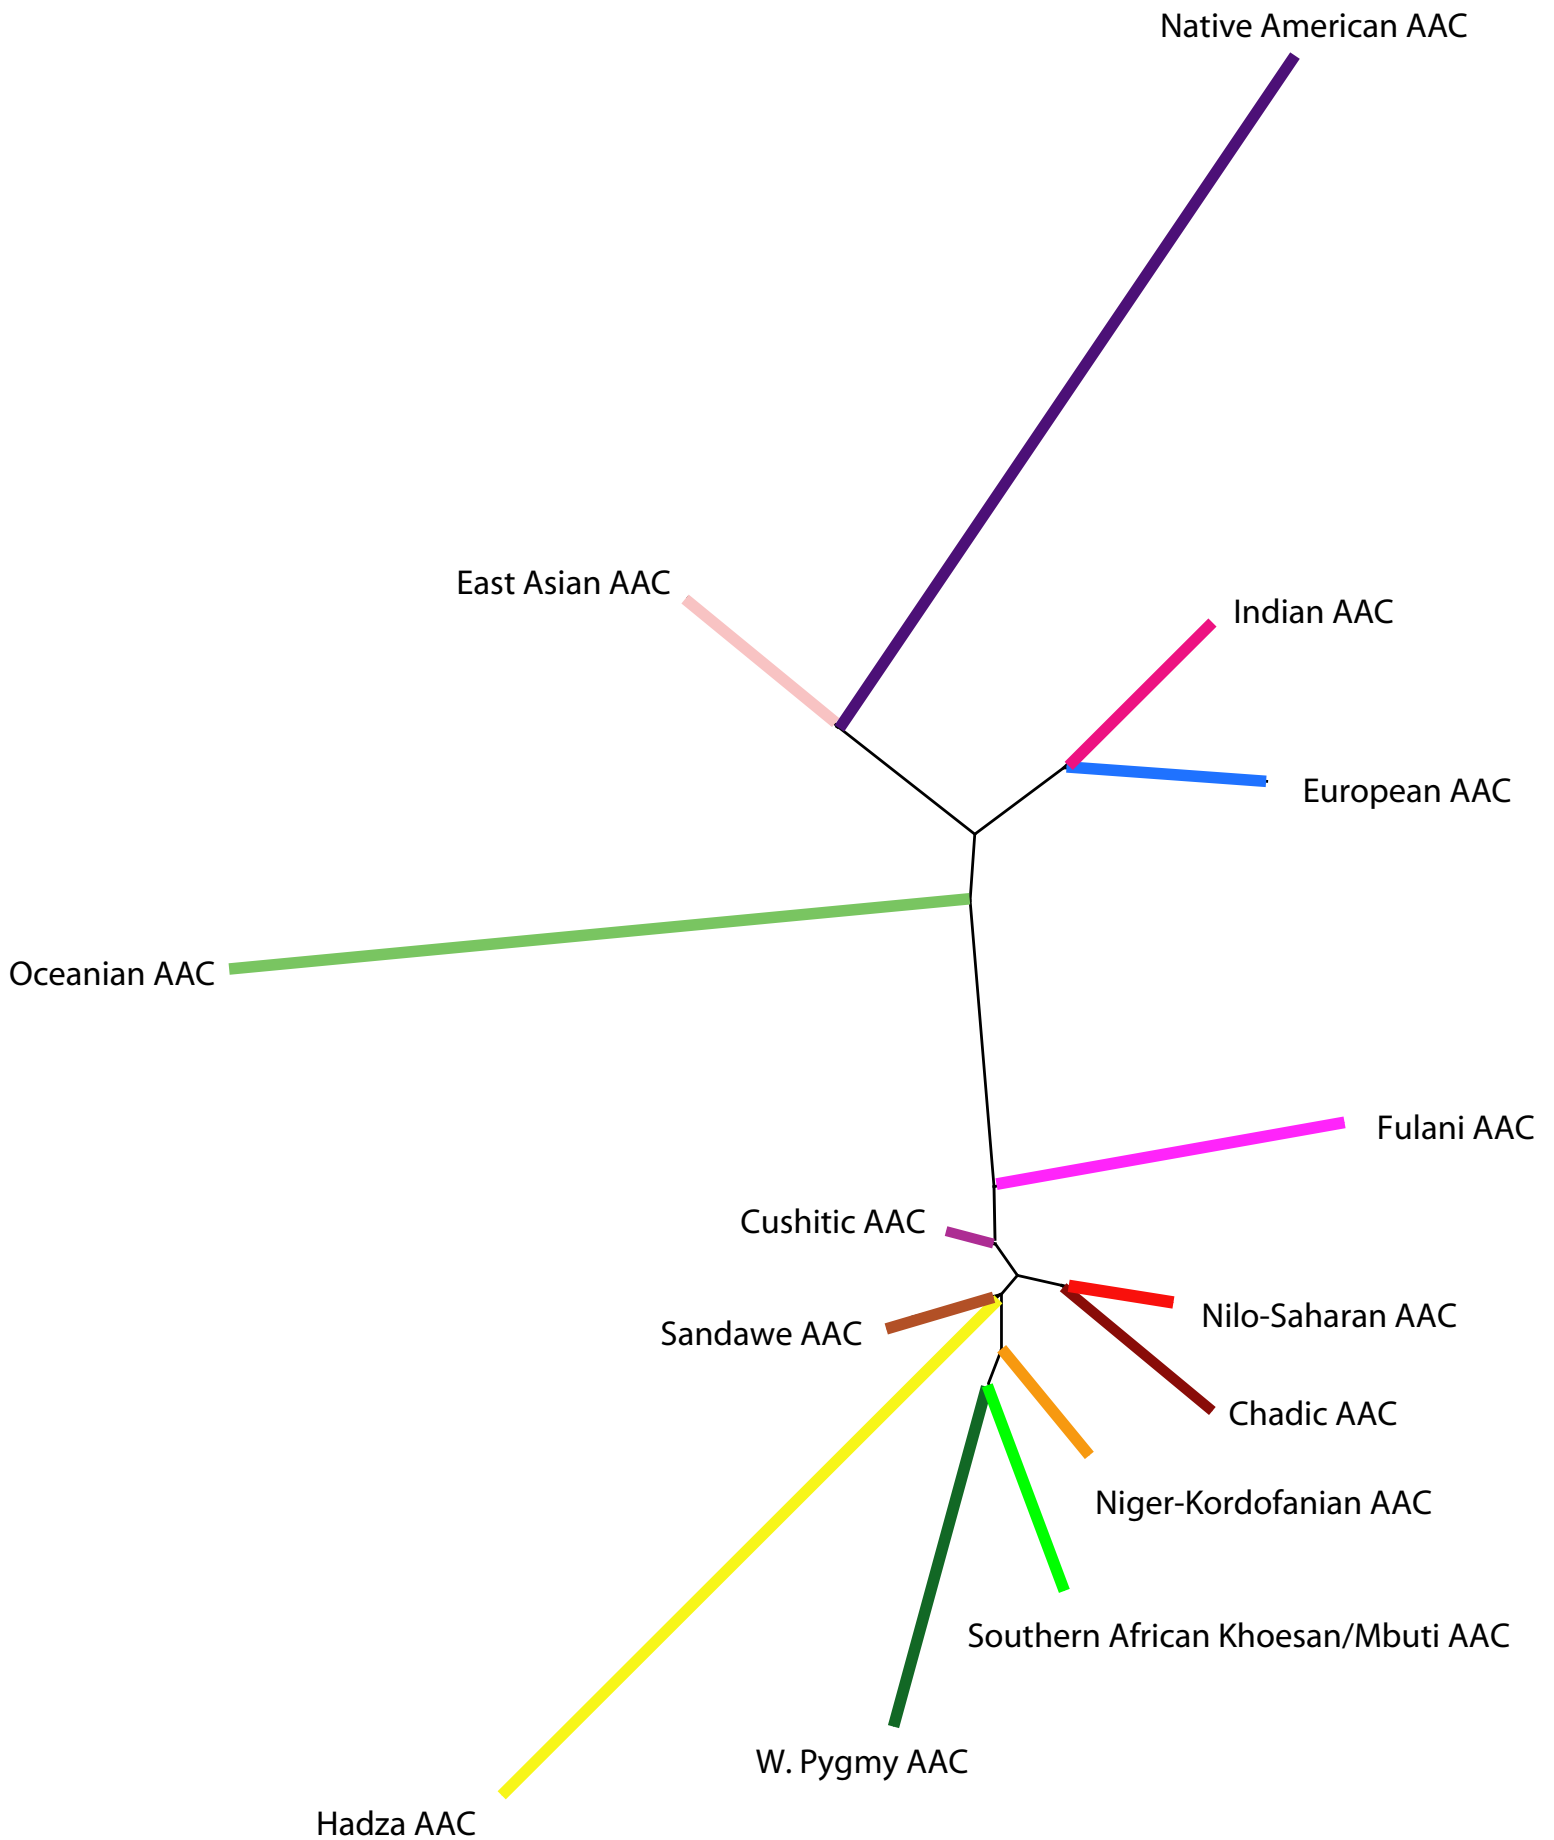 Native American AAC
East Asian AAC
Indian AAC
European AAC
Oceanian AAC
Fulani AAC
Cushitic AAC
Nilo-Saharan AAC
Sandawe AAC
Chadic AAC
Niger-Kordofanian AAC
Southern African Khoesan/Mbuti AAC
W. Pygmy AAC
Hadza AAC